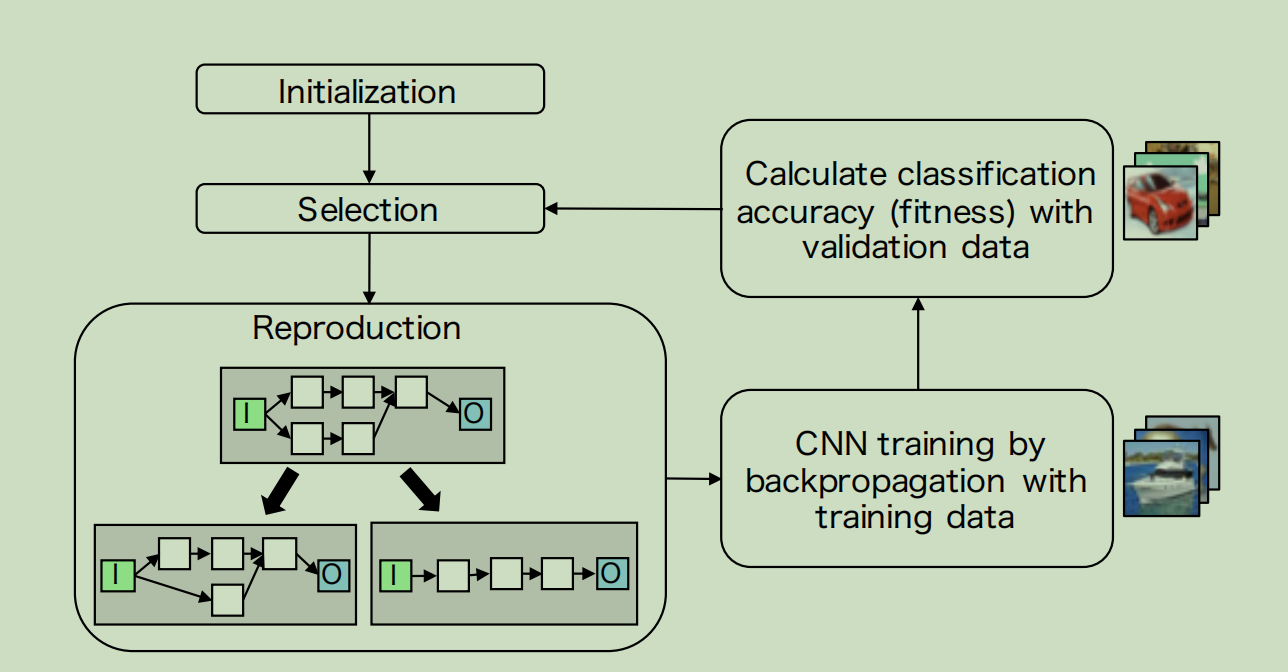 Initialization
Selection
Reproduction
I
O
I
O
I
O
Calculate classification
accuracy (fitness) with
validation data
CNN training by
backpropagation with
training data